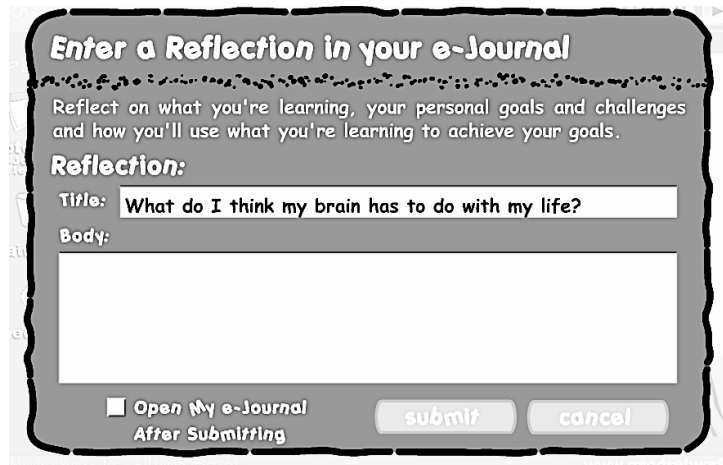 Enter a Reflection in your e-Journal
Reflect on what you're learning, your personal goals and challenges
and how you'll use what you're learning to achieve your goals.
Reflection:
Title: What do I think my brain has to do with my life?
Body:
Open My e-Journal
After Submitting
submit cancel